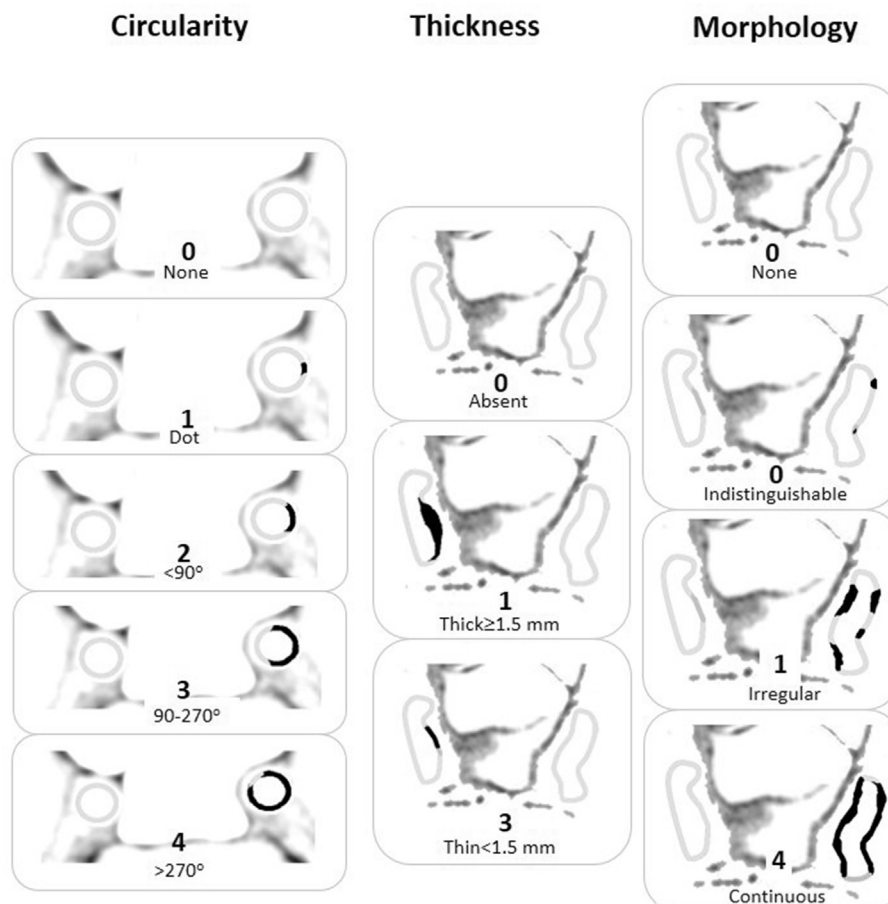 Circularity
0
None
1
Dot
2
<90°
3
90-270°
4
>270°
Thickness
0
Absent
1
Thick≥1.5 mm
3
Thin<1.5 mm
Morphology
0
None
0
Indistinguishable
1
Irregular
4
Continuous